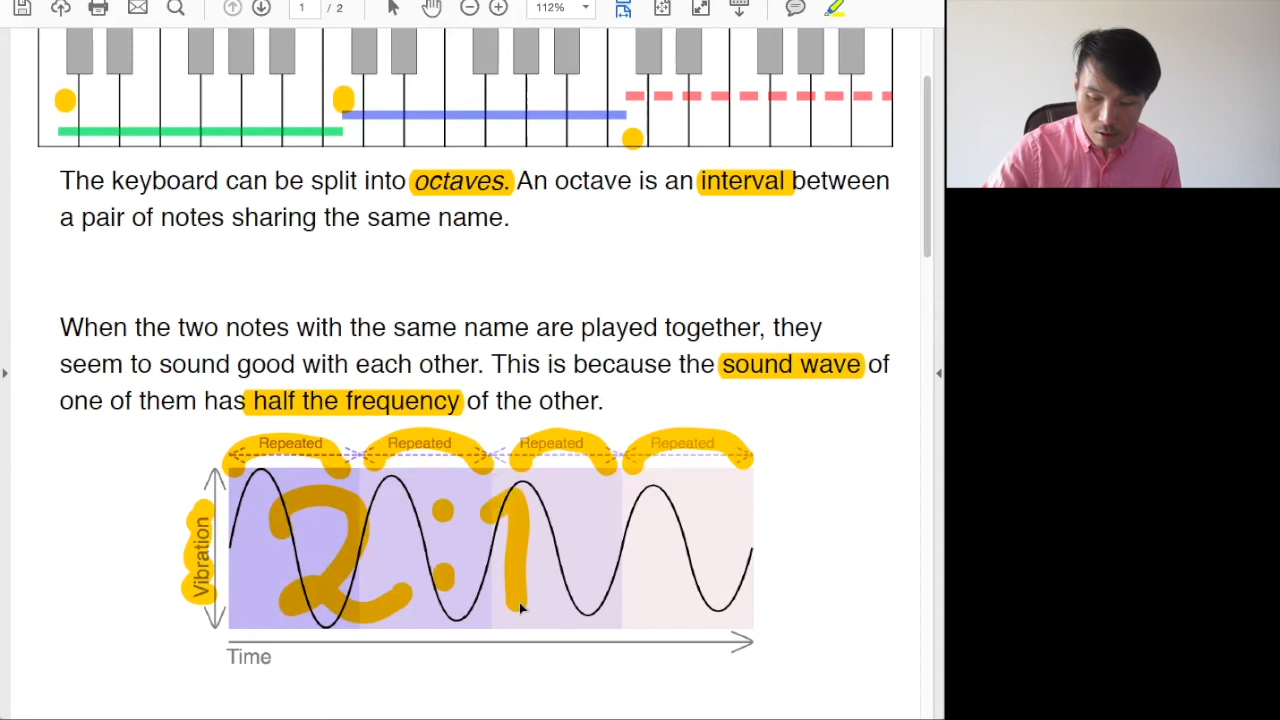 1 / 2 112%
The keyboard can be split into octaves. An octave is an interval between
a pair of notes sharing the same name.
When the two notes with the same name are played together, they
seem to sound good with each other. This is because the sound wave of
one of them has half the frequency of the other.
Repeated Repeated Repeated Repeated
Vibration
2:1
Time